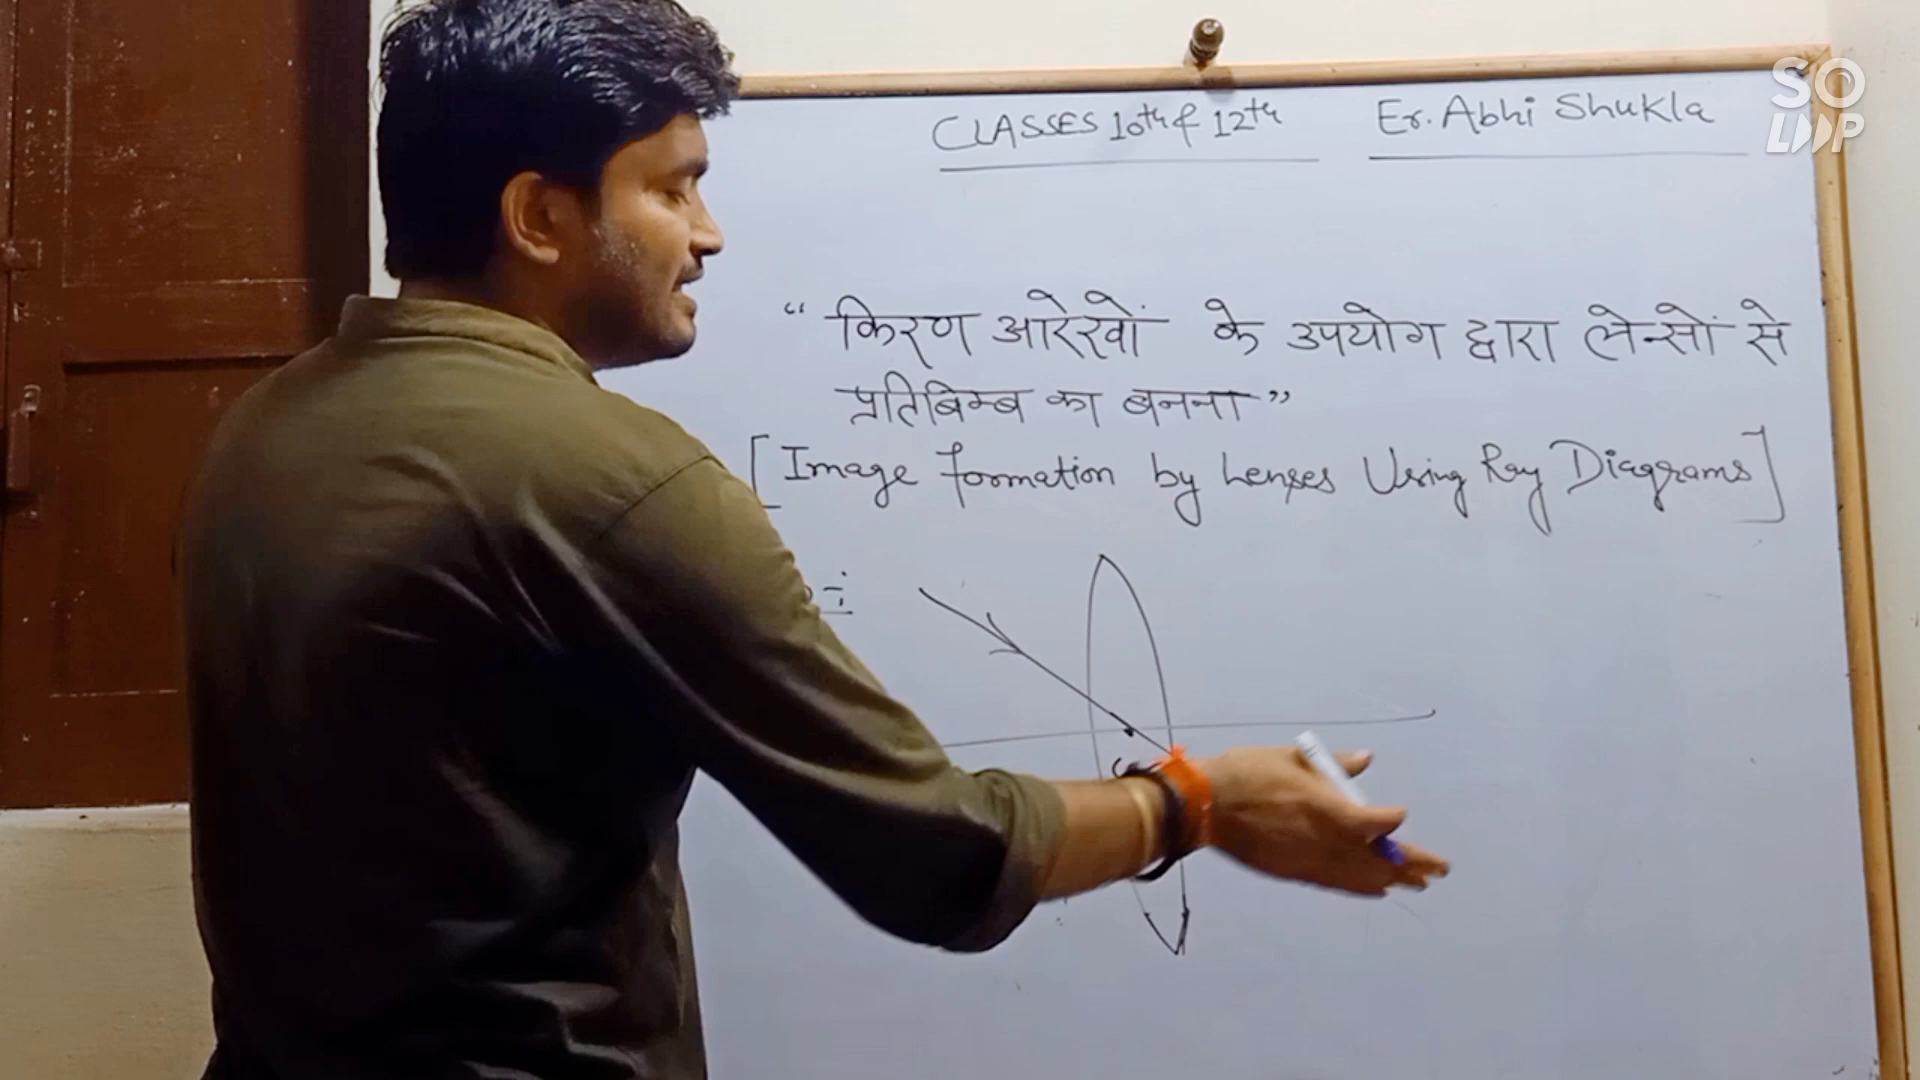 CLASSES 10th & 12th Er. Abhi Shukla
SO LOOP
“ किरण आरेखों के उपयोग द्वारा लेन्सों से
प्रतिबिम्ब का बनना ”
[Image formation by Lenses Using Ray Diagrams]